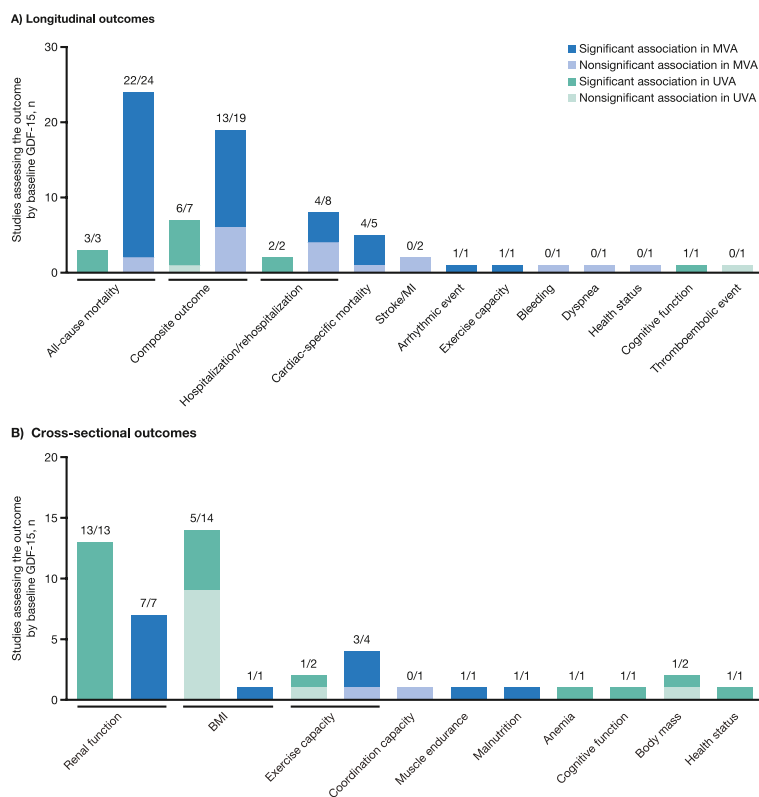 A) Longitudinal outcomes
Studies assessing the outcome
by baseline GDF-15, n
30
20
10
0
Significant association in MVA
Nonsignificant association in MVA
Significant association in UVA
Nonsignificant association in UVA
3/3
22/24
6/7
13/19
2/2
4/8
4/5
0/2
1/1
1/1
0/1
0/1
0/1
1/1
0/1
All-cause mortality
Composite outcome
Hospitalization/rehospitalization
Cardiac-specific mortality
Stroke/MI
Arrhythmic event
Exercise capacity
Bleeding
Dyspnea
Health status
Cognitive function
Thromboembolic event
B) Cross-sectional outcomes
Studies assessing the outcome
by baseline GDF-15, n
20
15
10
5
0
13/13
7/7
5/14
1/1
1/2
3/4
0/1
1/1
1/1
1/1
1/1
1/2
1/1
Renal function
BMI
Exercise capacity
Coordination capacity
Muscle endurance
Malnutrition
Anemia
Cognitive function
Body mass
Health status